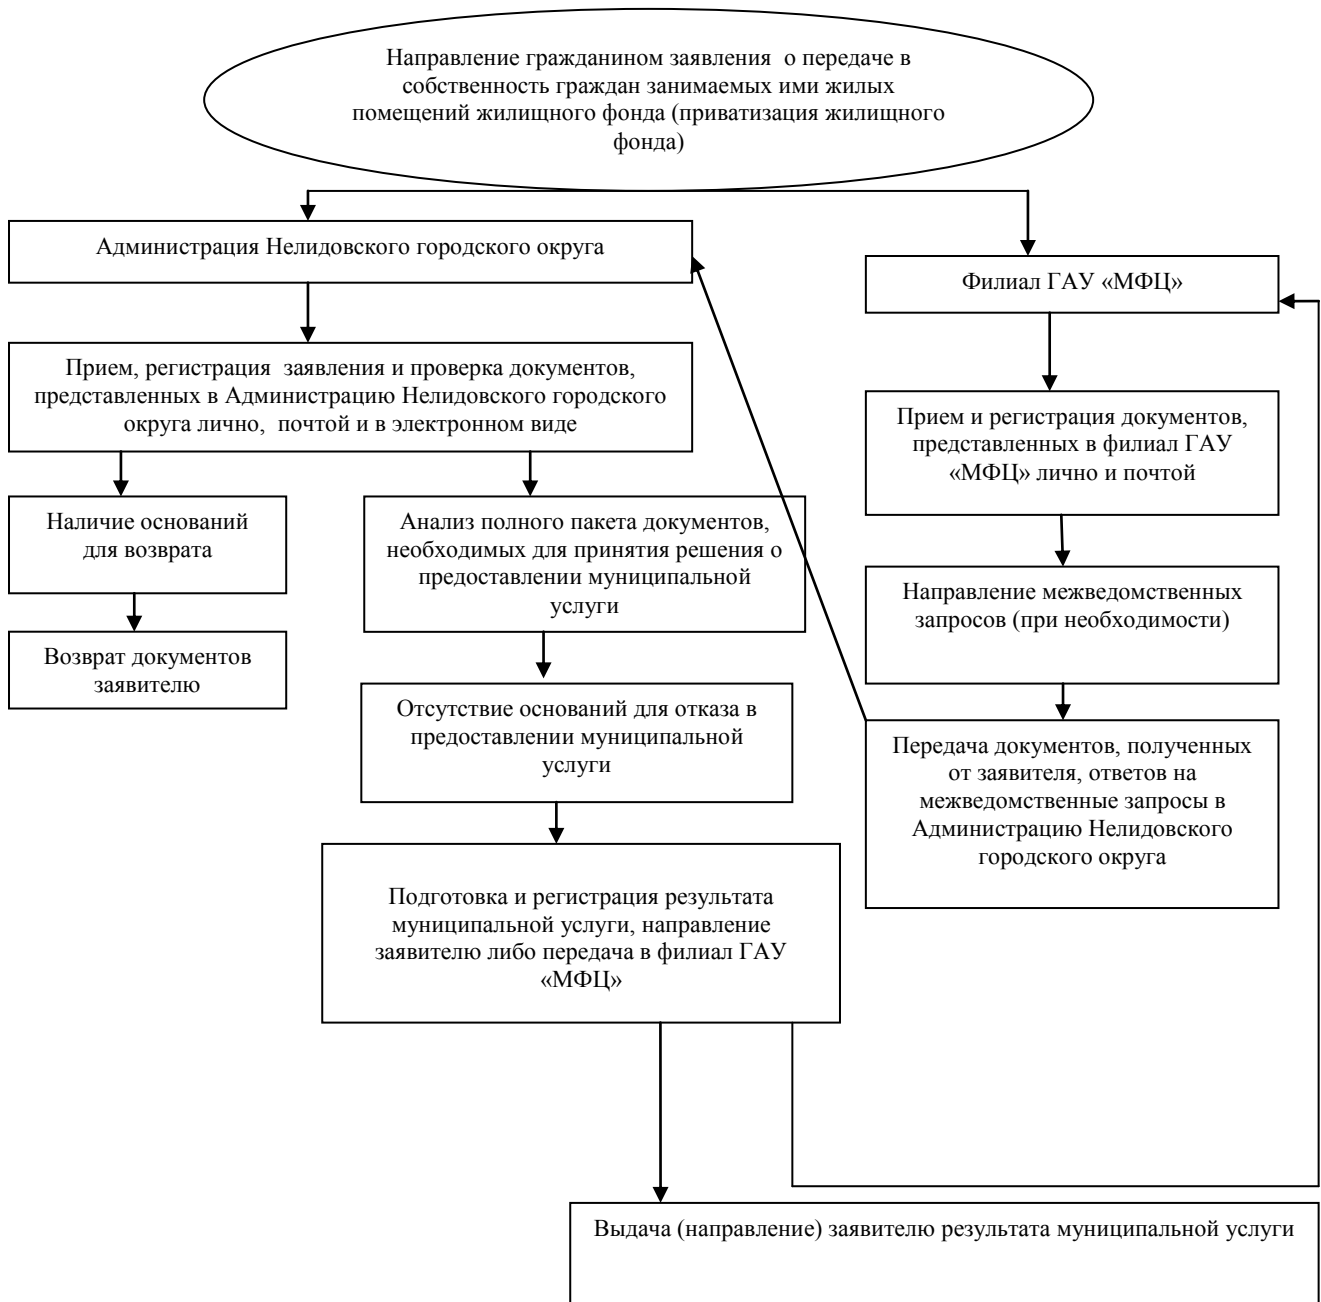 Направление гражданином заявления  о передаче в
собственность граждан занимаемых ими жилых
помещений жилищного фонда (приватизация жилищного
фонда)
Администрация Нелидовского городского округа
Филиал ГАУ «МФЦ»
Прием, регистрация  заявления и проверка документов,
представленных в Администрацию Нелидовского городского
округа лично,  почтой и в электронном виде
Прием и регистрация документов,
представленных в филиал ГАУ
«МФЦ» лично и почтой
Наличие оснований
для возврата
Анализ полного пакета документов,
необходимых для принятия решения о
предоставлении муниципальной
услуги
Направление межведомственных
запросов (при необходимости)
Возврат документов
заявителю
Отсутствие оснований для отказа в
предоставлении муниципальной
услуги
Передача документов, полученных
от заявителя, ответов на
межведомственные запросы в
Администрацию Нелидовского
городского округа
Подготовка и регистрация результата
муниципальной услуги, направление
заявителю либо передача в филиал ГАУ
«МФЦ»
Выдача (направление) заявителю результата муниципальной услуги